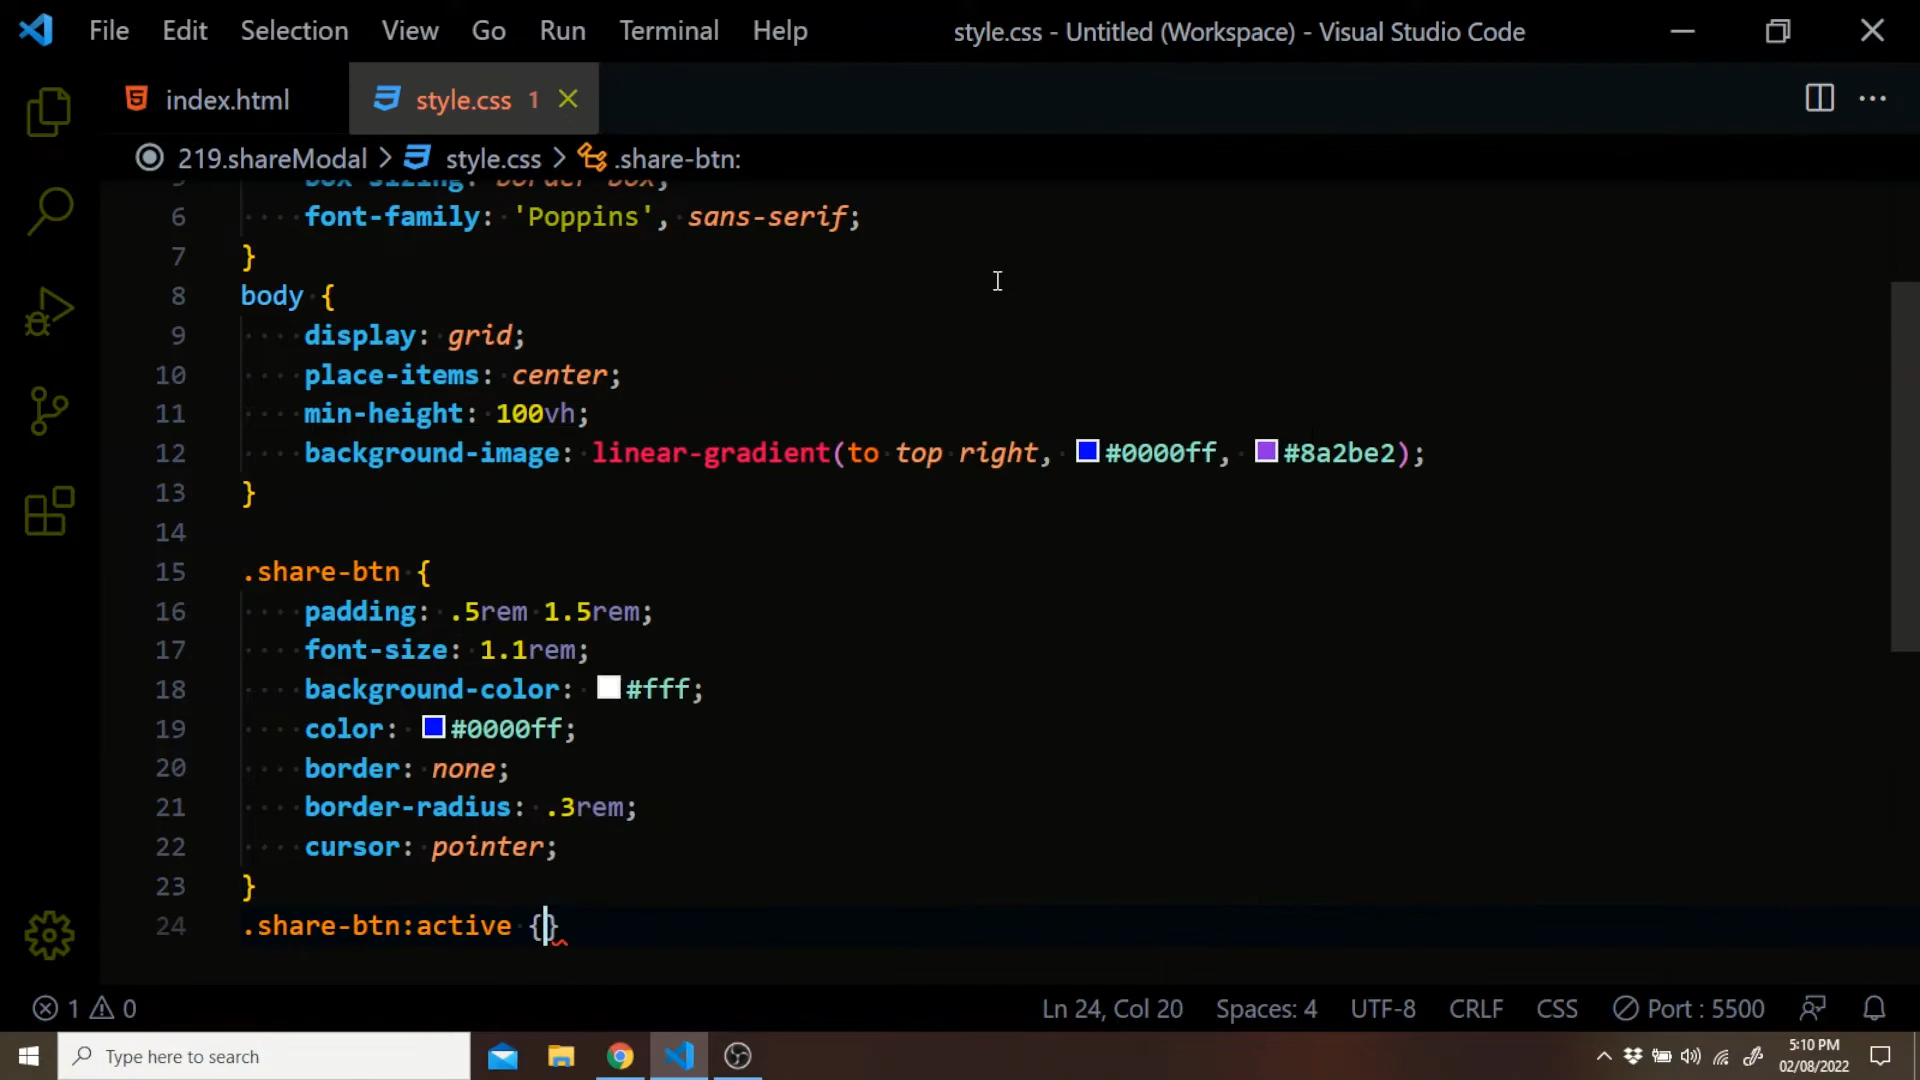 File Edit Selection View Go Run Terminal Help style.css - Untitled (Workspace) - Visual Studio Code
index.html style.css 1
219.shareModal > style.css > .share-btn:
5 box-sizing: border-box;
6 font-family: 'Poppins', sans-serif;
7 }
8 body {
9 display: grid;
10 place-items: center;
11 min-height: 100vh;
12 background-image: linear-gradient(to top right, #0000ff, #8a2be2);
13 }
14
15 .share-btn {
16 padding: .5rem 1.5rem;
17 font-size: 1.1rem;
18 background-color: #fff;
19 color: #0000ff;
20 border: none;
21 border-radius: .3rem;
22 cursor: pointer;
23 }
24 .share-btn:active {}
1 0 Ln 24, Col 20 Spaces: 4 UTF-8 CRLF CSS Port : 5500
Type here to search
5:10 PM
02/08/2022